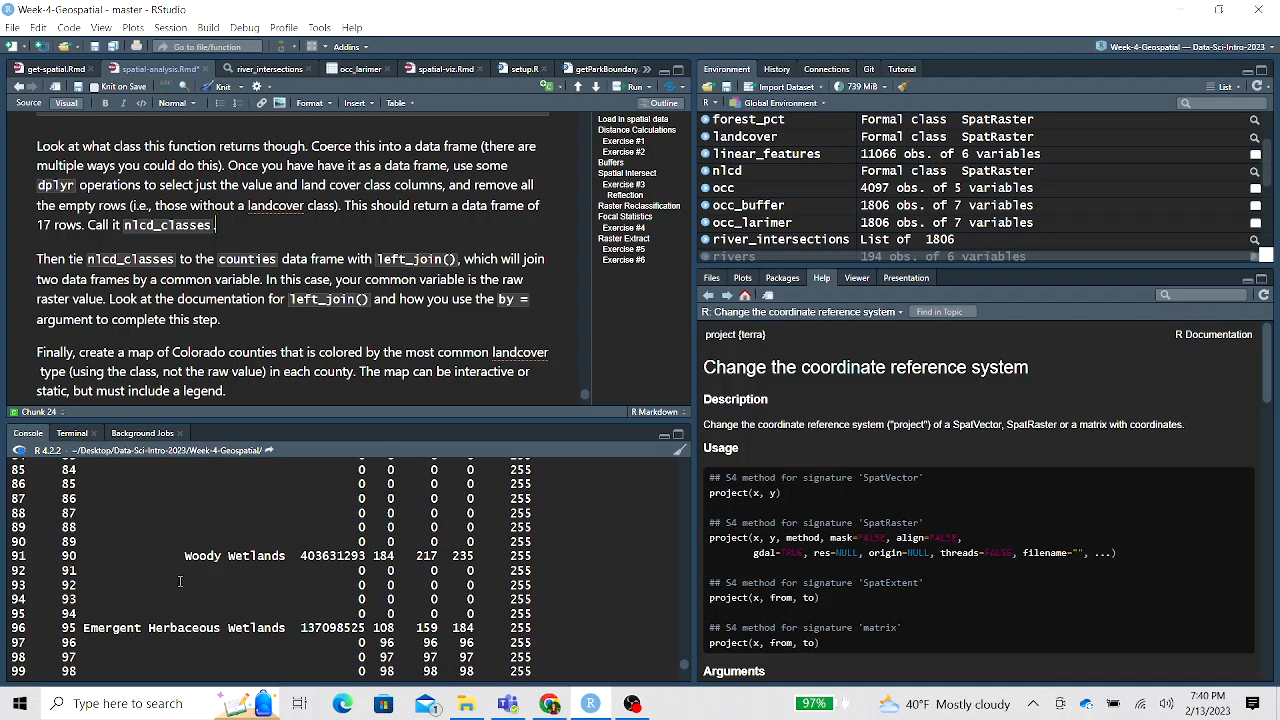 Week-4-Geospatial - master - RStudio
File Edit Code View Plots Session Build Debug Profile Tools Help
Go to file/function Addins Week-4-Geospatial — Data-Sci-Intro-2023
get-spatial.Rmd spatial-analysis.Rmd* river_intersections occ_larimer spatial-viz.Rmd setup.R getParkBoundary
Knit on Save ABC Knit Run
Source Visual B I Normal Format Insert Table Outline
Look at what class this function returns though. Coerce this into a data frame (there are
multiple ways you could do this). Once you have have it as a data frame, use some
dplyr operations to select just the value and land cover class columns, and remove all
the empty rows (i.e., those without a landcover class). This should return a data frame of
17 rows. Call it nlcd_classes.
Then tie nlcd_classes to the counties data frame with left_join(), which will join
two data frames by a common variable. In this case, your common variable is the raw
raster value. Look at the documentation for left_join() and how you use the by =
argument to complete this step.
Finally, create a map of Colorado counties that is colored by the most common landcover
type (using the class, not the raw value) in each county. The map can be interactive or
static, but must include a legend.
Load in spatial data
Distance Calculations
Exercise #1
Exercise #2
Buffers
Spatial Intersect
Exercise #3
Reflection
Raster Reclassification
Focal Statistics
Exercise #4
Raster Extract
Exercise #5
Exercise #6
Chunk 24 R Markdown
Console Terminal Background Jobs
R 4.2.2 · ~/Desktop/Data-Sci-Intro-2023/Week-4-Geospatial/
85 84 0 0 0 0 255
86 85 0 0 0 0 255
87 86 0 0 0 0 255
88 87 0 0 0 0 255
89 88 0 0 0 0 255
90 89 0 0 0 0 255
91 90 Woody Wetlands 403631293 184 217 235 255
92 91 0 0 0 0 255
93 92 0 0 0 0 255
94 93 0 0 0 0 255
95 94 0 0 0 0 255
96 95 Emergent Herbaceous Wetlands 137098525 108 159 184 255
97 96 0 96 96 96 255
98 97 0 97 97 97 255
99 98 0 98 98 98 255
Environment History Connections Git Tutorial
Import Dataset 739 MiB List
R Global Environment
forest_pct Formal class SpatRaster
landcover Formal class SpatRaster
linear_features 11066 obs. of 6 variables
nlcd Formal class SpatRaster
occ 4097 obs. of 5 variables
occ_buffer 1806 obs. of 7 variables
occ_larimer 1806 obs. of 7 variables
river_intersections List of 1806
rivers 194 obs. of 6 variables
Files Plots Packages Help Viewer Presentation
R: Change the coordinate reference system Find in Topic
project {terra} R Documentation
Change the coordinate reference system
Description
Change the coordinate reference system ("project") of a SpatVector, SpatRaster or a matrix with coordinates.
Usage
## S4 method for signature 'SpatVector'
project(x, y)
## S4 method for signature 'SpatRaster'
project(x, y, method, mask=FALSE, align=FALSE,
gdal=TRUE, res=NULL, origin=NULL, threads=FALSE, filename="", ...)
## S4 method for signature 'SpatExtent'
project(x, from, to)
## S4 method for signature 'matrix'
project(x, from, to)
Arguments
Type here to search 97% 40°F Mostly cloudy 7:40 PM
2/13/2023